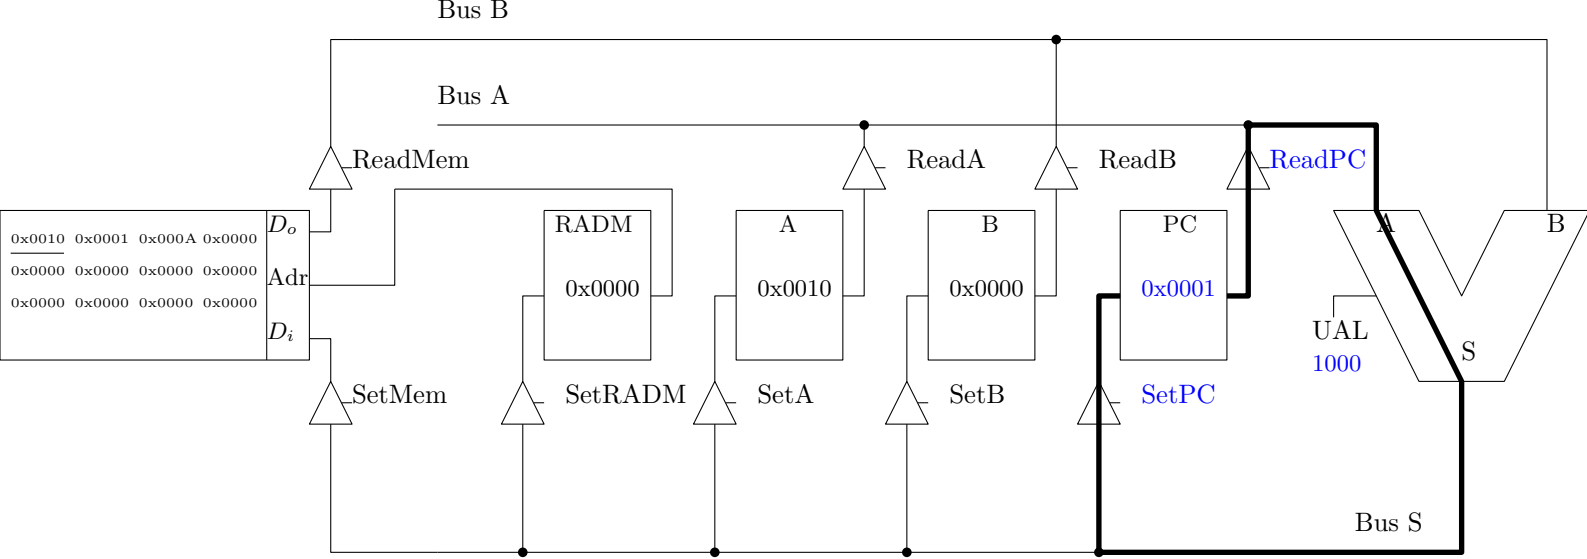 Bus B
Bus A
ReadMem ReadA ReadB ReadPC
Do RADM A B PC A B
0x0010 0x0001 0x000A 0x0000
0x0000 0x0000 0x0000 0x0000
Adr 0x0000 0x0010 0x0000 0x0001
0x0000 0x0000 0x0000 0x0000
Di UAL
S
1000
SetMem SetRADM SetA SetB SetPC
Bus S